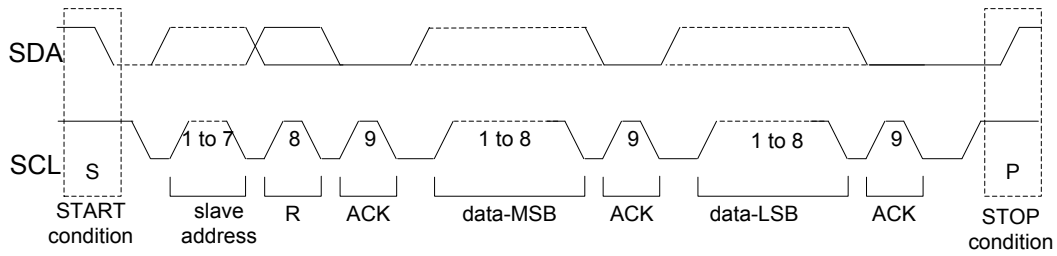 SDA
SCL
1 to 7
8
9
1 to 8
9
1 to 8
9
S
P
START
condition
slave
address
R
ACK
data-MSB
ACK
data-LSB
ACK
STOP
condition